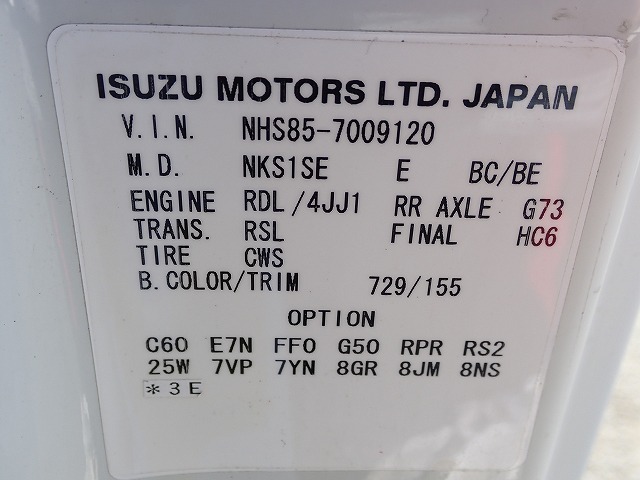 ISUZU MOTORS LTD. JAPAN
V.I.N. NHS85-7009120
M.D. NKS1SE E BC/BE
ENGINE RDL/4JJ1 RR AXLE G73
TRANS. RSL FINAL HC6
TIRE CWS
B.COLOR/TRIM 729/155
OPTION
C60 E7N FF0 G50 RPR RS2
25W 7VP 7YN 8GR 8JM 8NS
*3E